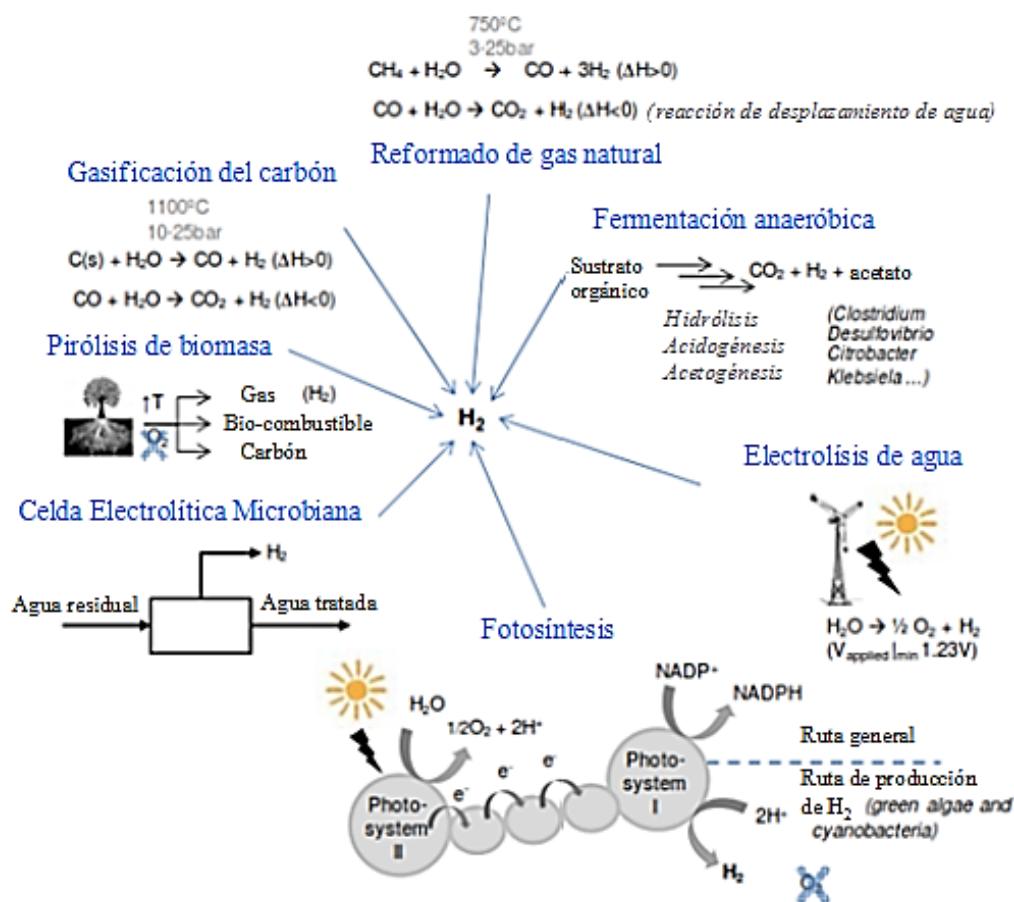 750ºC
3-25bar
CH₄ + H₂O → CO + 3H₂ (ΔH>0)
CO + H₂O → CO₂ + H₂ (ΔH<0) (reacción de desplazamiento de agua)
Reformado de gas natural
Gasificación del carbón
1100ºC
10-25bar
C(s) + H₂O → CO + H₂ (ΔH>0)
CO + H₂O → CO₂ + H₂ (ΔH<0)
Fermentación anaeróbica
Sustrato
orgánico
CO₂ + H₂ + acetato
Hidrólisis
Acidogénesis
Acetogénesis
(Clostridium
Desulfovibrio
Citrobacter
Klebsiela ...)
Pirólisis de biomasa
↑T
O₂
Gas (H₂)
Bio-combustible
Carbón
H₂
Electrolísis de agua
H₂O → ½ O₂ + H₂
(Vapplied |min 1.23V)
Celda Electrolítica Microbiana
H₂
Agua residual
Agua tratada
Fotosíntesis
H₂O
1/2O₂ + 2H⁺
NADP⁺
NADPH
Photo-
system
II
e⁻
e⁻
e⁻
Photo-
system
I
Ruta general
Ruta de producción
de H₂ (green algae and
cyanobacteria)
2H⁺
H₂
O₂